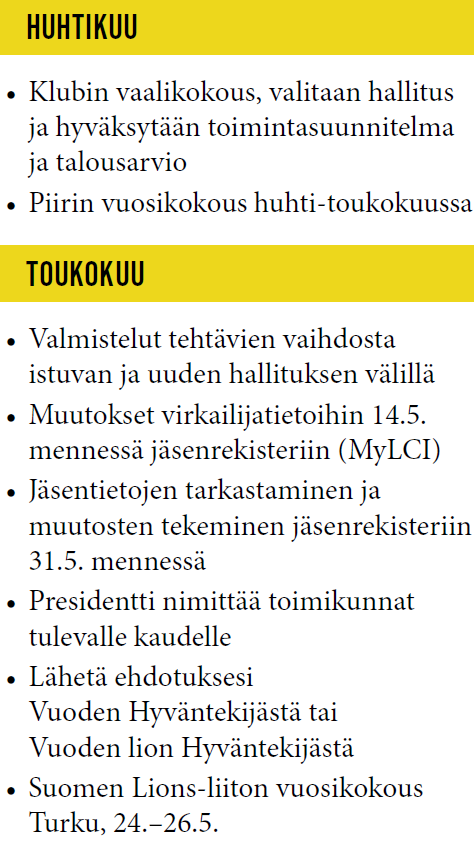 HUHTIKUU
• Klubin vaalikokous, valitaan hallitus
ja hyväksytään toimintasuunnitelma
ja talousarvio
• Piirin vuosikokous huhti-toukokuussa
TOUKOKUU
• Valmistelut tehtävien vaihdosta
istuvan ja uuden hallituksen välillä
• Muutokset virkailijatietoihin 14.5.
mennessä jäsenrekisteriin (MyLCI)
• Jäsentietojen tarkastaminen ja
muutosten tekeminen jäsenrekisteriin
31.5. mennessä
• Presidentti nimittää toimikunnat
tulevalle kaudelle
• Lähetä ehdotuksesi
Vuoden Hyväntekijästä tai
Vuoden lion Hyväntekijästä
• Suomen Lions-liiton vuosikokous
Turku, 24.–26.5.